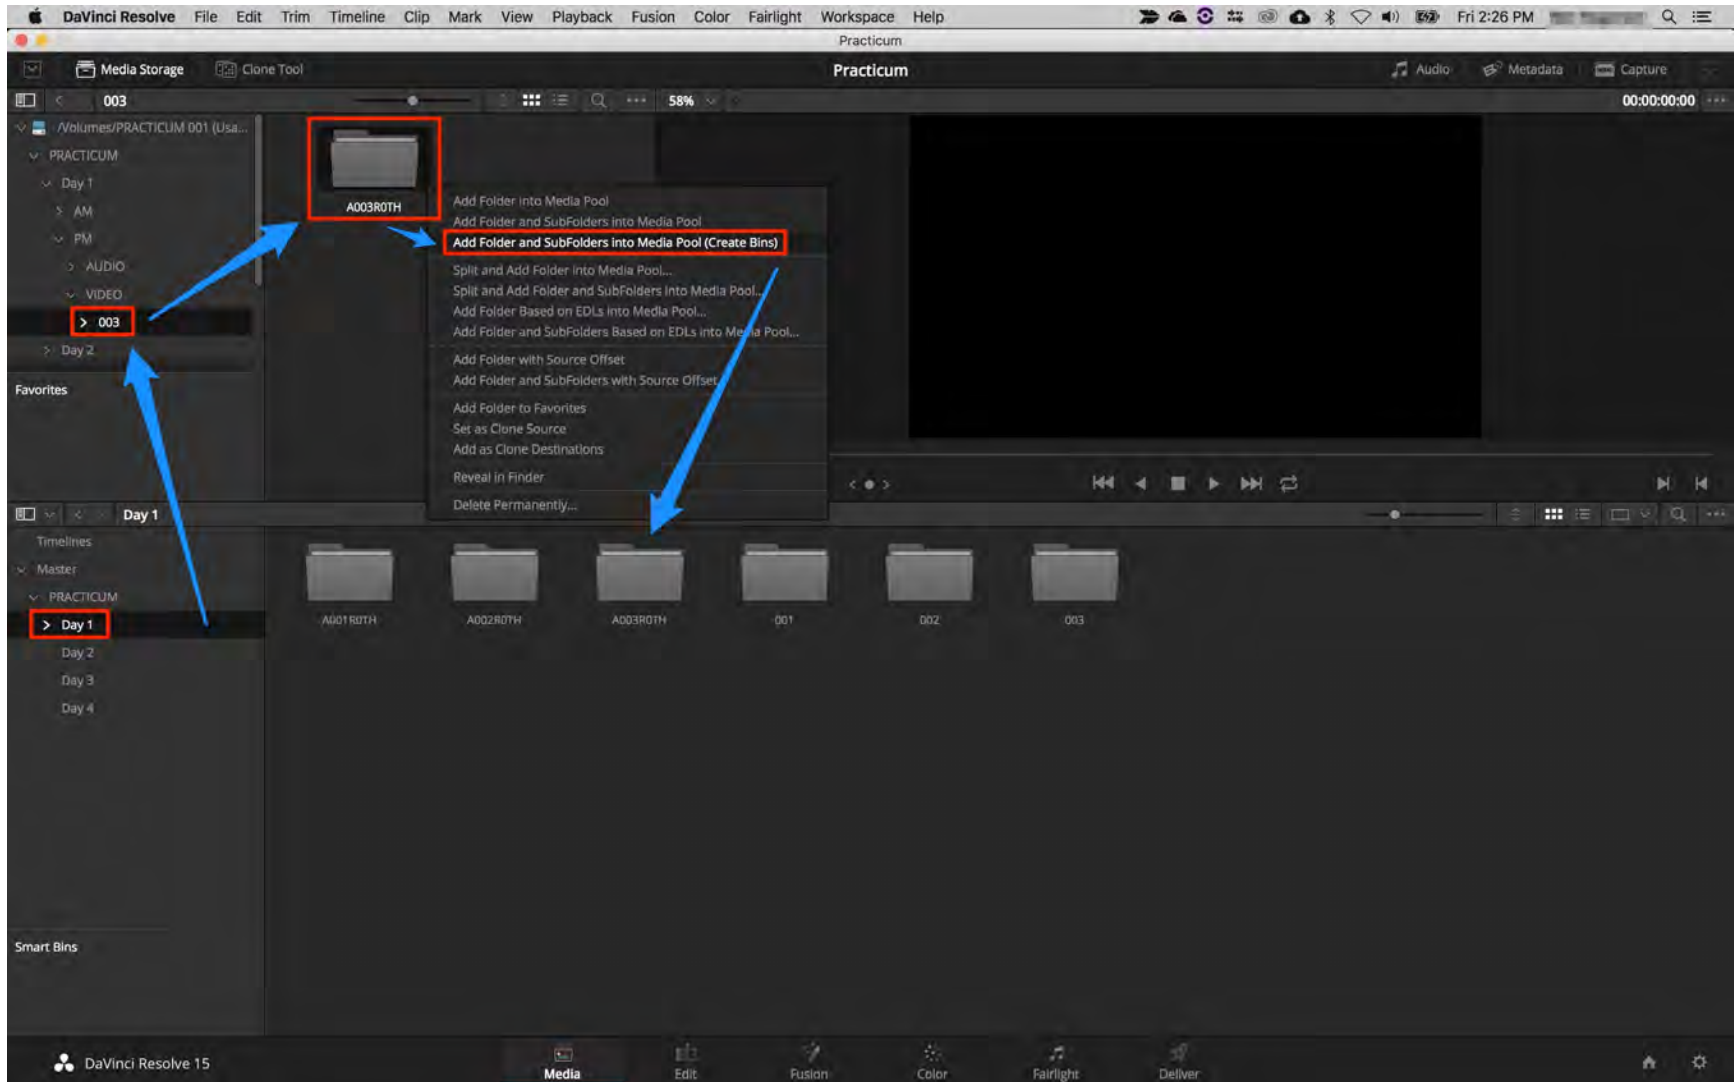 DaVinci Resolve File Edit Trim Timeline Clip Mark View Playback Fusion Color Fairlight Workspace Help Fri 2:26 PM
Practicum
Media Storage Clone Tool Practicum Audio Metadata Capture
003 58% 00:00:00:00
/Volumes/PRACTICUM 001 (Usa...
PRACTICUM
Day 1
AM
PM
AUDIO
VIDEO
003
Day 2
Favorites
A003R0TH
Add Folder into Media Pool
Add Folder and SubFolders into Media Pool
Add Folder and SubFolders into Media Pool (Create Bins)
Split and Add Folder into Media Pool...
Split and Add Folder and SubFolders into Media Pool...
Add Folder Based on EDLs into Media Pool...
Add Folder and SubFolders Based on EDLs into Media Pool...
Add Folder with Source Offset
Add Folder and SubFolders with Source Offset
Add Folder to Favorites
Set as Clone Source
Add as Clone Destinations
Reveal in Finder
Delete Permanently...
Day 1
Timelines
Master
PRACTICUM
Day 1
Day 2
Day 3
Day 4
A001R0TH A002R0TH A003R0TH 001 002 003
Smart Bins
DaVinci Resolve 15
Media Edit Fusion Color Fairlight Deliver